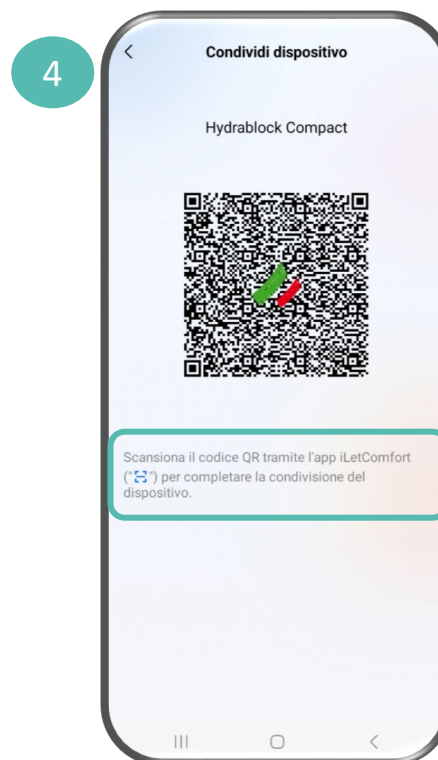 4
Condividi dispositivo
Hydrablock Compact
Scansiona il codice QR tramite l'app iLetComfort
("") per completare la condivisione del
dispositivo.